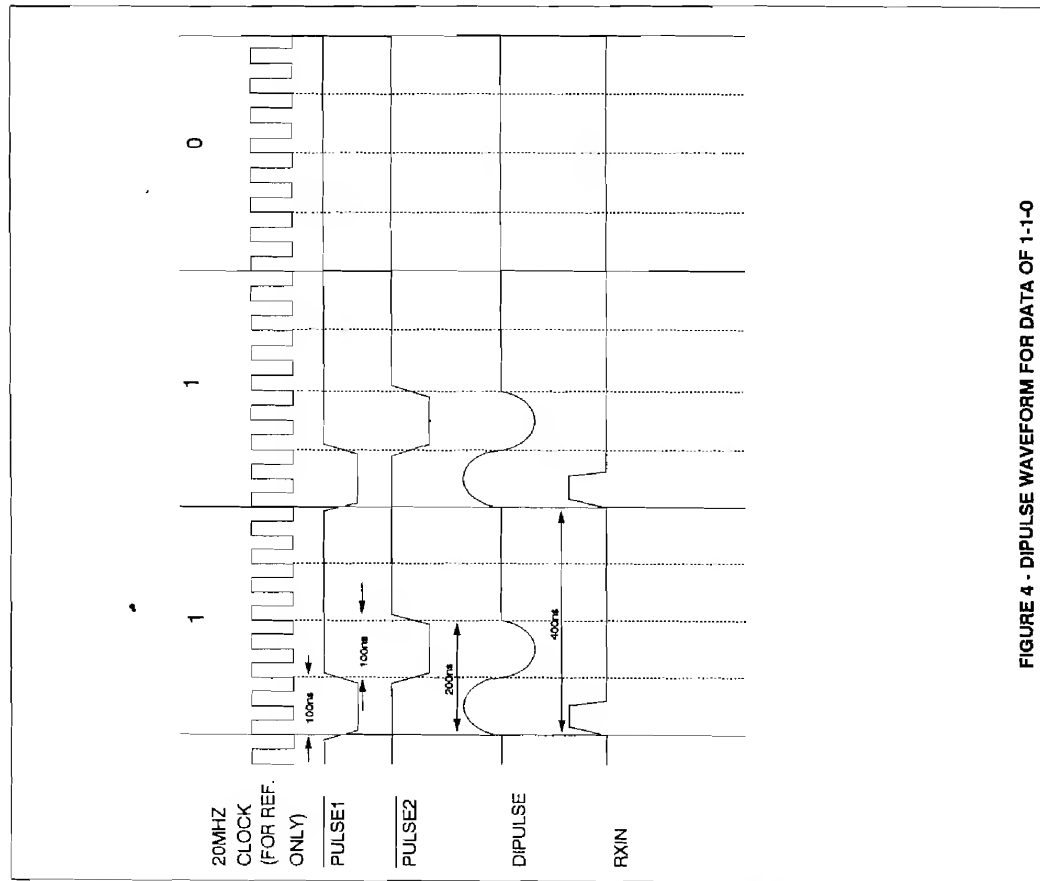 1
1
0
20MHZ
CLOCK
(FOR REF.
ONLY)
PULSE1
PULSE2
DIPULSE
RXIN
100ns
100ns
200ns
400ns
FIGURE 4 - DIPULSE WAVEFORM FOR DATA OF 1-1-0